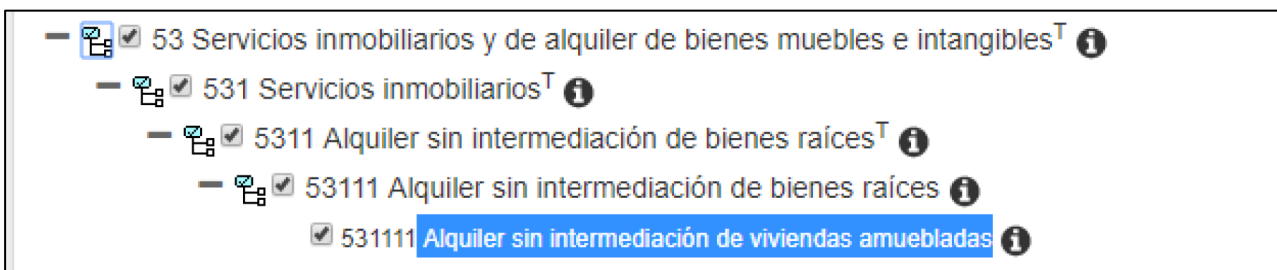 53 Servicios inmobiliarios y de alquiler de bienes muebles e intangiblesT
531 Servicios inmobiliariosT
5311 Alquiler sin intermediación de bienes raícesT
53111 Alquiler sin intermediación de bienes raíces
531111 Alquiler sin intermediación de viviendas amuebladas